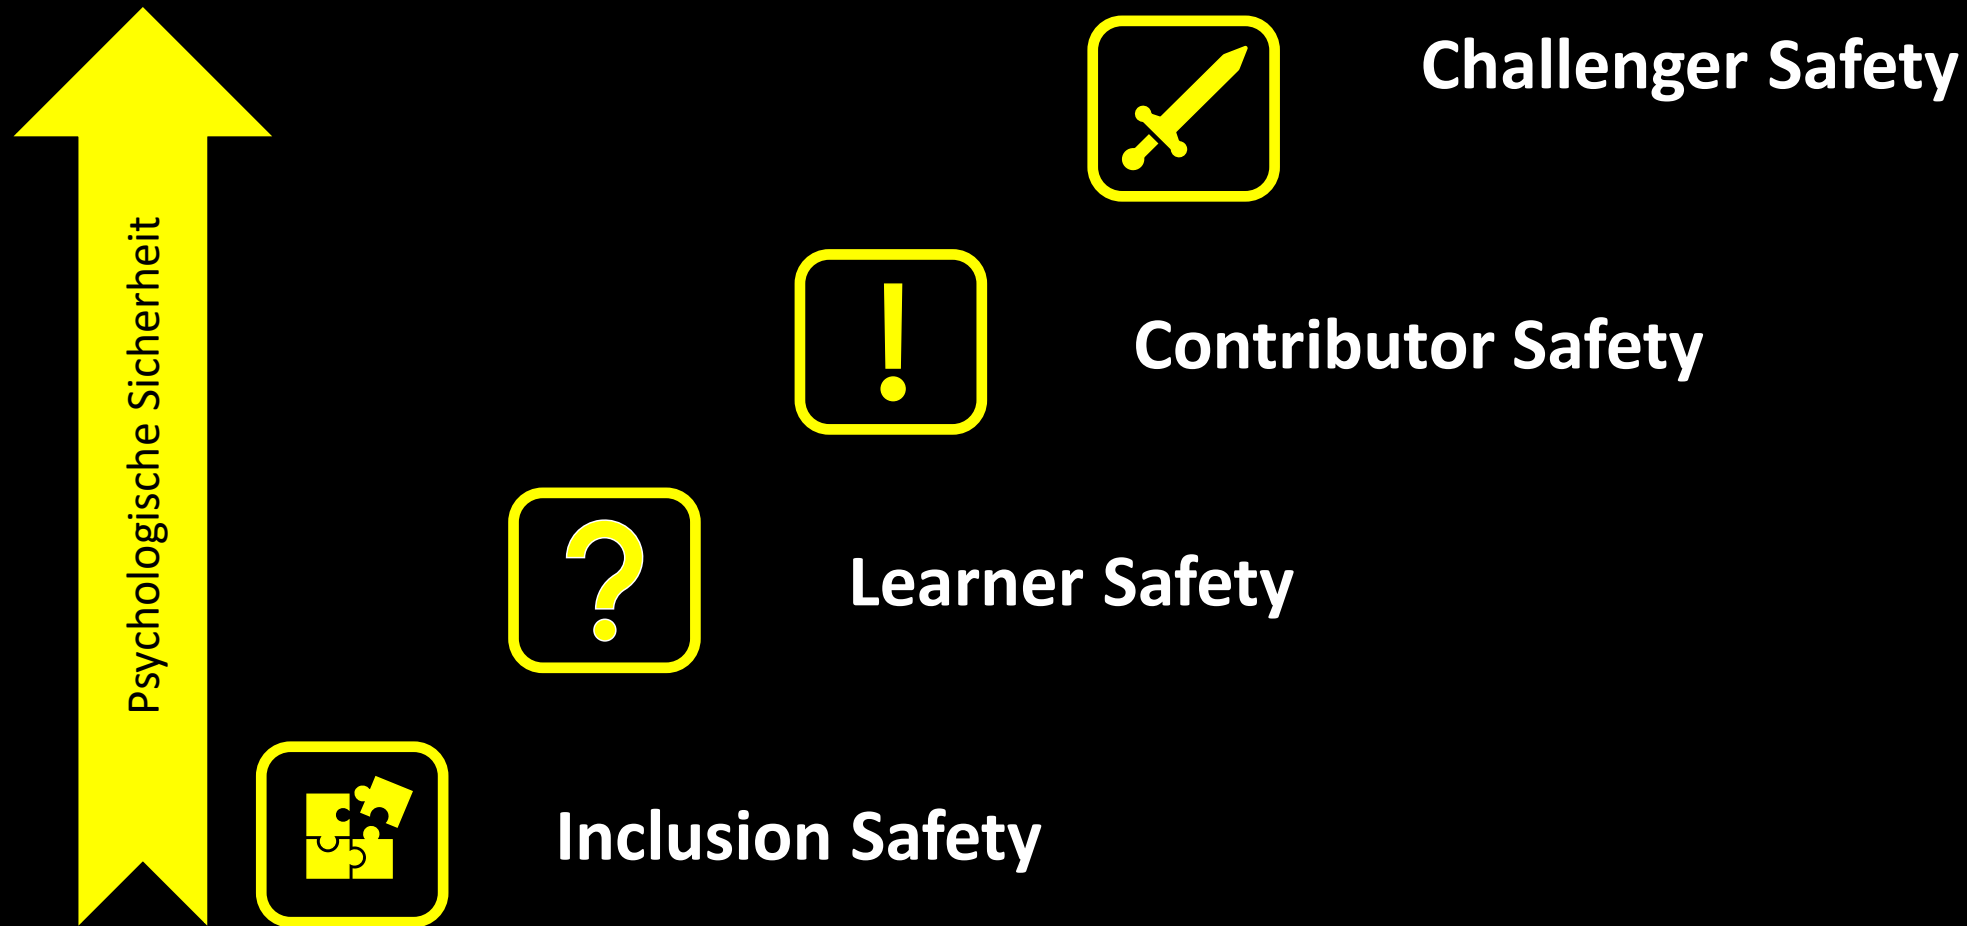 Challenger Safety
Contributor Safety
Learner Safety
Inclusion Safety
Psychologische Sicherheit